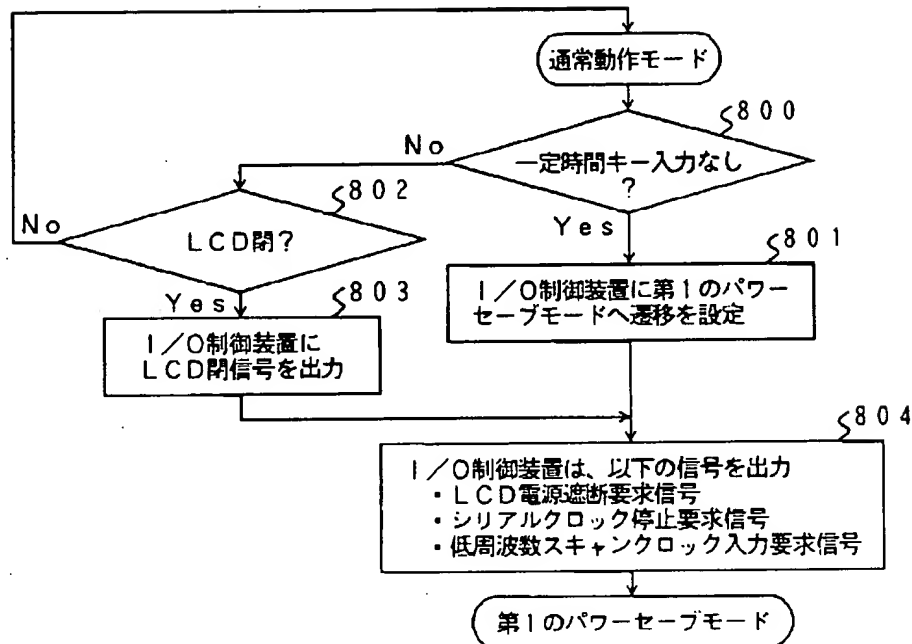 通常動作モード
800
一定時間キー入力なし
?
No
Yes
802
LCD閉?
No
Yes
801
I/O制御装置に第1のパワー
セーブモードへ遷移を設定
803
I/O制御装置に
LCD閉信号を出力
804
I/O制御装置は、以下の信号を出力
・LCD電源遮断要求信号
・シリアルクロック停止要求信号
・低周波数スキャンクロック入力要求信号
第1のパワーセーブモード